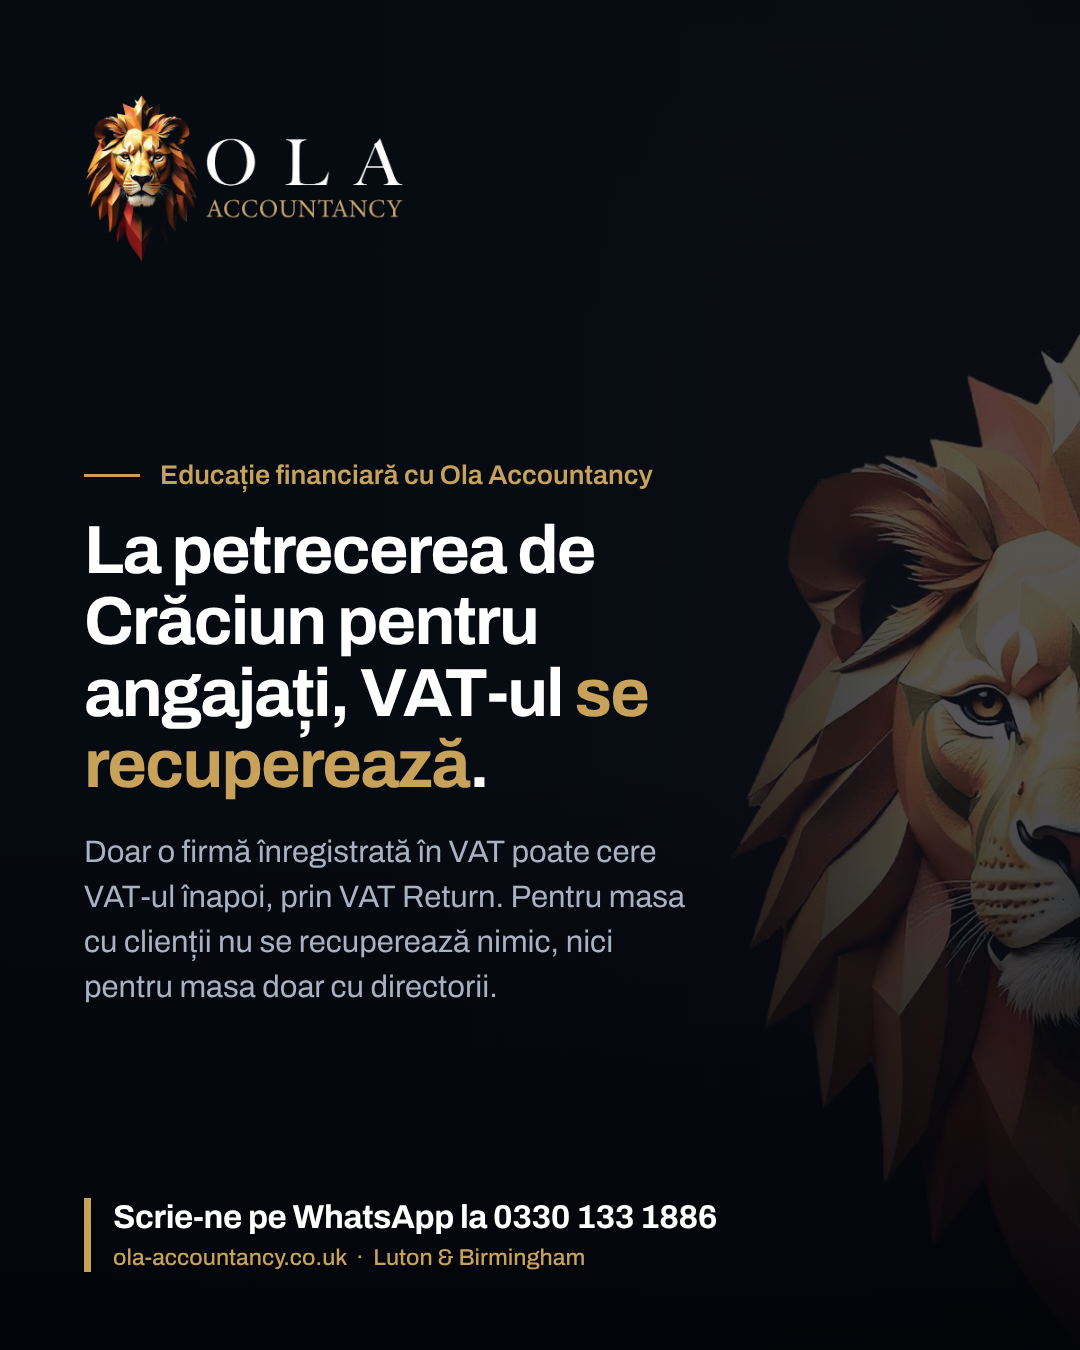 OLA
ACCOUNTANCY
Educație financiară cu Ola Accountancy
La petrecerea de
Crăciun pentru
angajați, VAT-ul se
recuperează.
Doar o firmă înregistrată în VAT poate cere
VAT-ul înapoi, prin VAT Return. Pentru masa
cu clienții nu se recuperează nimic, nici
pentru masa doar cu directorii.
Scrie-ne pe WhatsApp la 0330 133 1886
ola-accountancy.co.uk · Luton & Birmingham